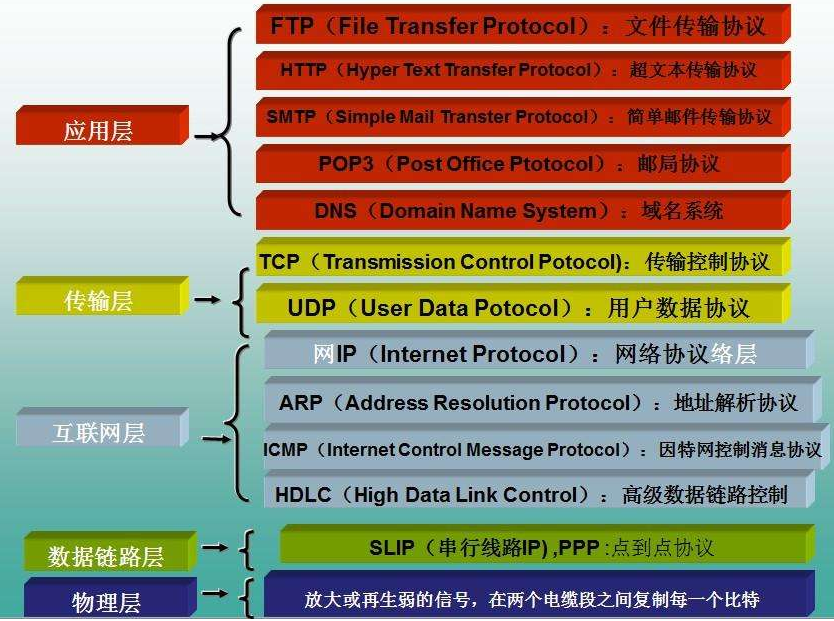 FTP（File Transfer Protocol）：文件传输协议
HTTP（Hyper Text Transfer Protocol）：超文本传输协议
SMTP（Simple Mail Transter Protocol）：简单邮件传输协议
应用层
POP3（Post Office Ptotocol）：邮局协议
DNS（Domain Name System）：域名系统
TCP（Transmission Control Potocol)：传输控制协议
传输层
UDP（User Data Potocol）：用户数据协议
网IP（Internet Protocol）：网络协议络层
ARP（Address Resolution Protocol）：地址解析协议
互联网层
ICMP（Internet Control Message Protocol）：因特网控制消息协议
HDLC（High Data Link Control）：高级数据链路控制
数据链路层
SLIP（串行线路IP) ,PPP :点到点协议
物理层
放大或再生弱的信号，在两个电缆段之间复制每一个比特